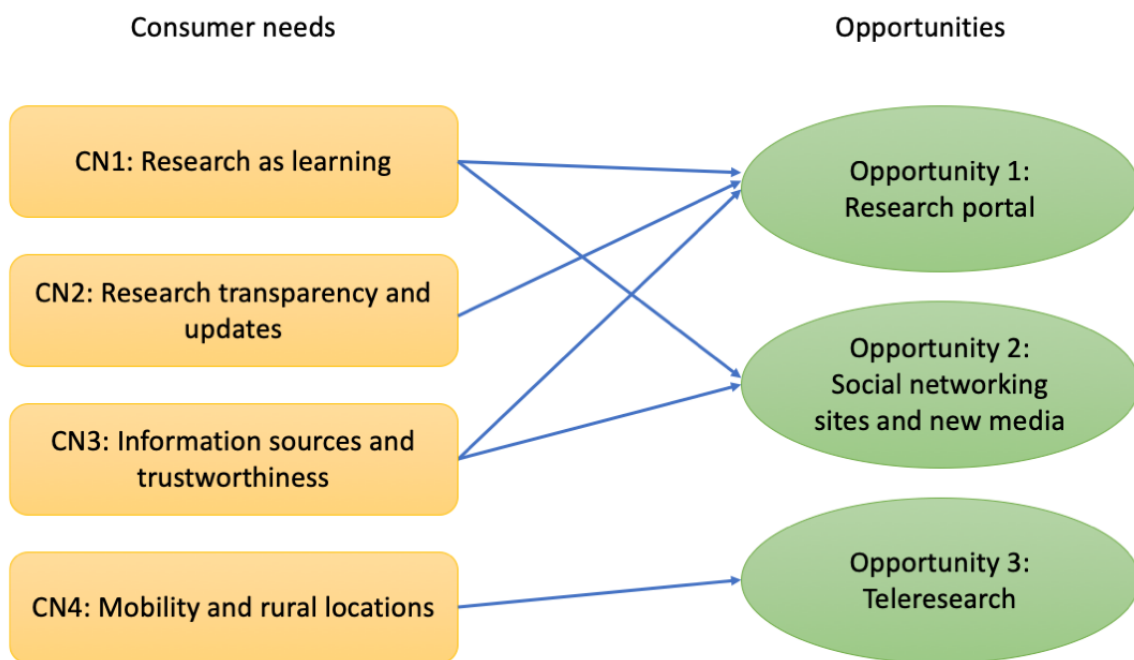 Consumer needs
Opportunities
CN1: Research as learning
CN2: Research transparency and
updates
CN3: Information sources and
trustworthiness
CN4: Mobility and rural locations
Opportunity 1:
Research portal
Opportunity 2:
Social networking
sites and new media
Opportunity 3:
Teleresearch